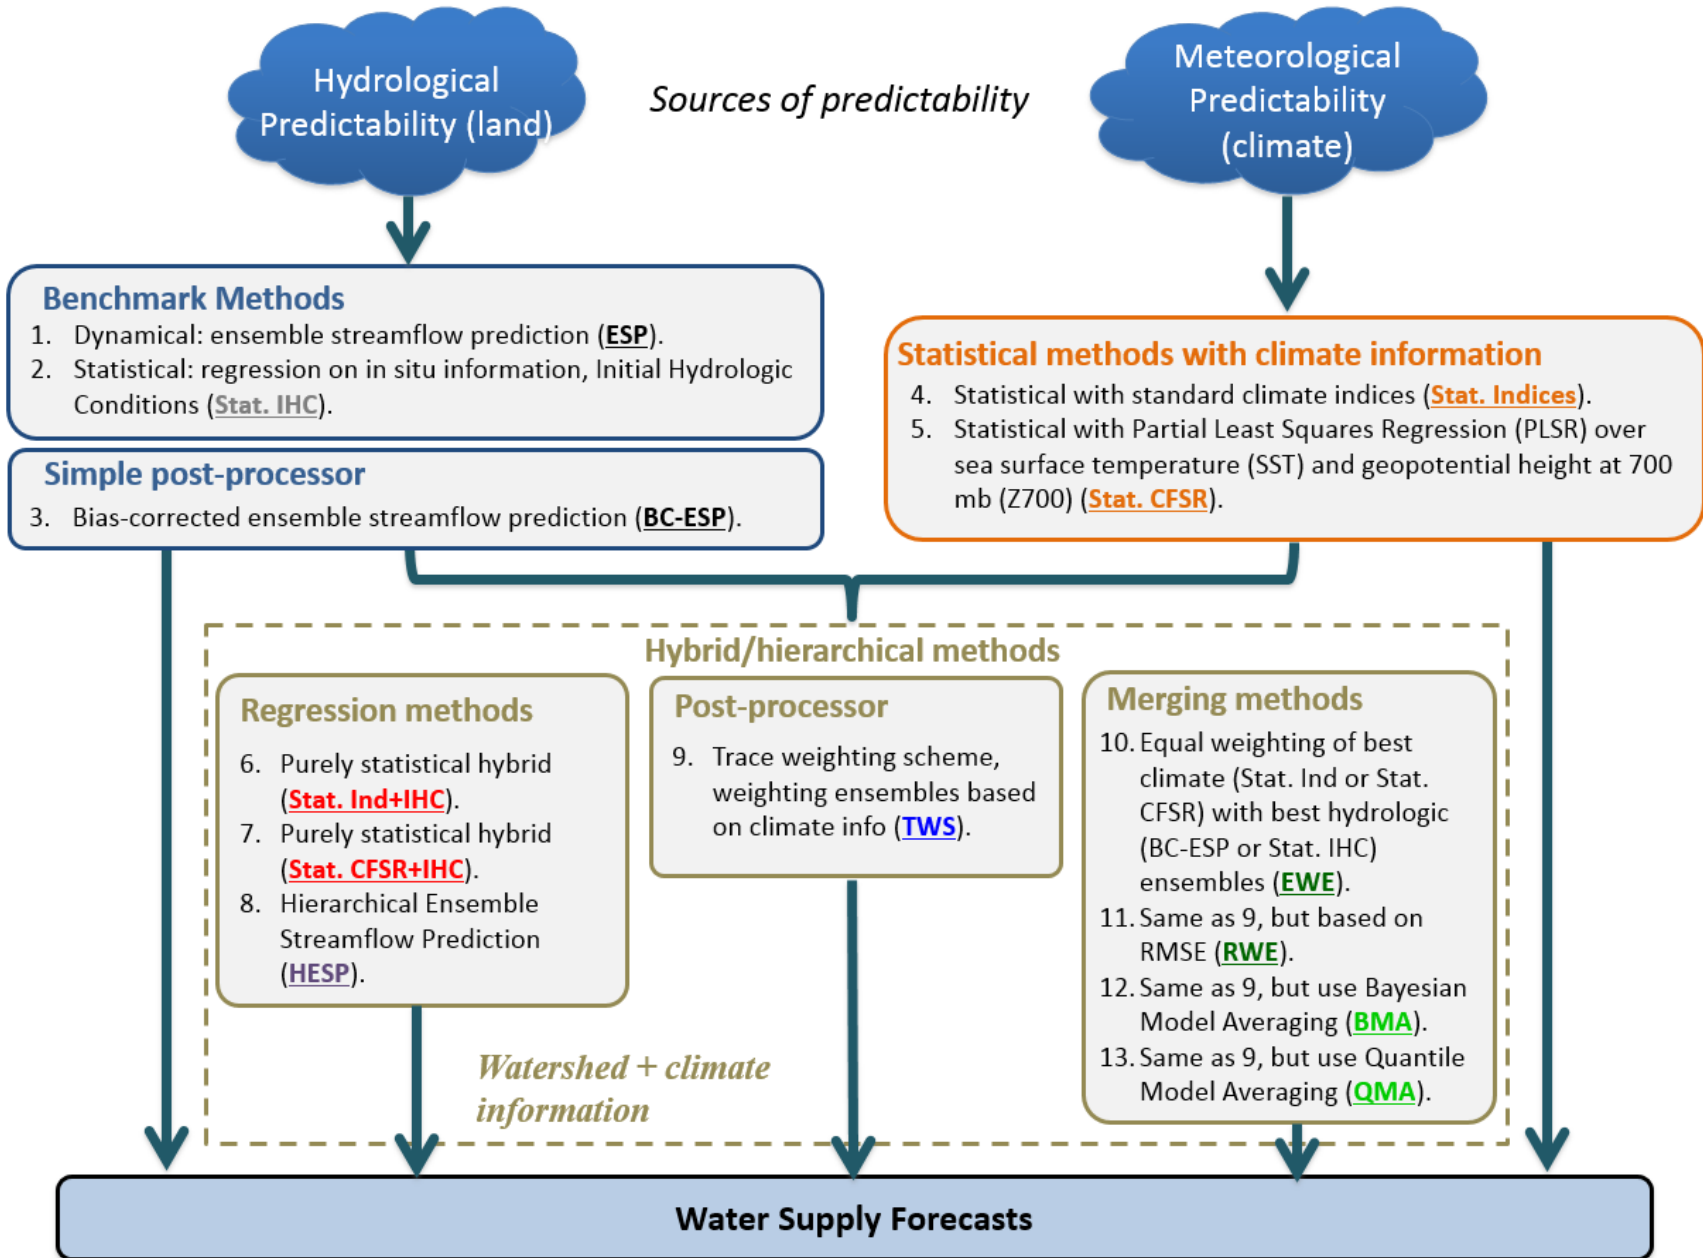 Hydrological
Predictability (land)
Sources of predictability
Meteorological
Predictability
(climate)
Benchmark Methods
1. Dynamical: ensemble streamflow prediction (ESP).
2. Statistical: regression on in situ information, Initial Hydrologic
Conditions (Stat. IHC).
Simple post-processor
3. Bias-corrected ensemble streamflow prediction (BC-ESP).
Statistical methods with climate information
4. Statistical with standard climate indices (Stat. Indices).
5. Statistical with Partial Least Squares Regression (PLSR) over
sea surface temperature (SST) and geopotential height at 700
mb (Z700) (Stat. CFSR).
Hybrid/hierarchical methods
Regression methods
6. Purely statistical hybrid
(Stat. Ind+IHC).
7. Purely statistical hybrid
(Stat. CFSR+IHC).
8. Hierarchical Ensemble
Streamflow Prediction
(HESP).
Post-processor
9. Trace weighting scheme,
weighting ensembles based
on climate info (TWS).
Merging methods
10. Equal weighting of best
climate (Stat. Ind or Stat.
CFSR) with best hydrologic
(BC-ESP or Stat. IHC)
ensembles (EWE).
11. Same as 9, but based on
RMSE (RWE).
12. Same as 9, but use Bayesian
Model Averaging (BMA).
13. Same as 9, but use Quantile
Model Averaging (QMA).
Watershed + climate
information
Water Supply Forecasts